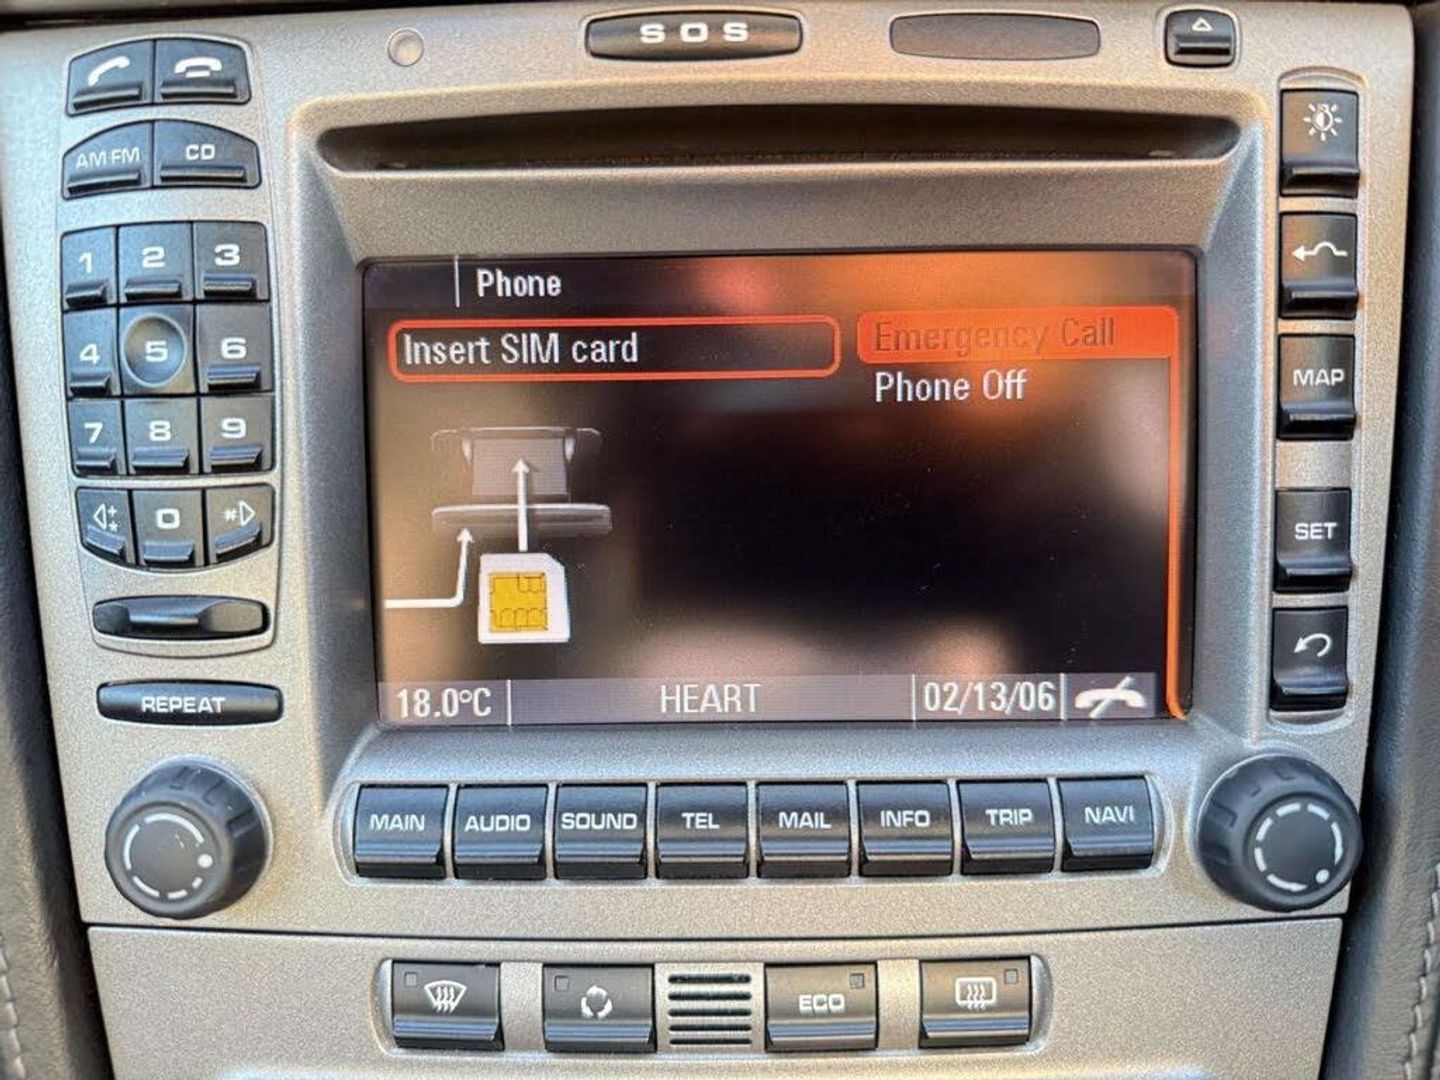 SOS
AM FM
CD
1
2
3
4
5
6
7
8
9
+
*
0
#
REPEAT
Phone
Insert SIM card
Emergency Call
Phone Off
18.0°C
HEART
02/13/06
MAP
SET
MAIN
AUDIO
SOUND
TEL
MAIL
INFO
TRIP
NAVI
ECO